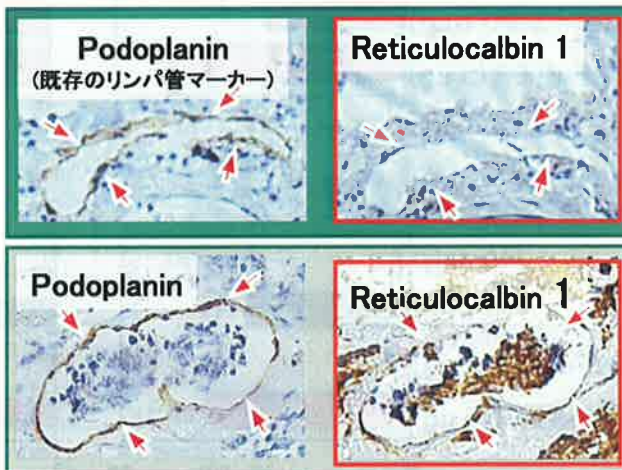 Podoplanin
(既存のリンパ管マーカー)
Reticulocalbin 1
Podoplanin
Reticulocalbin 1